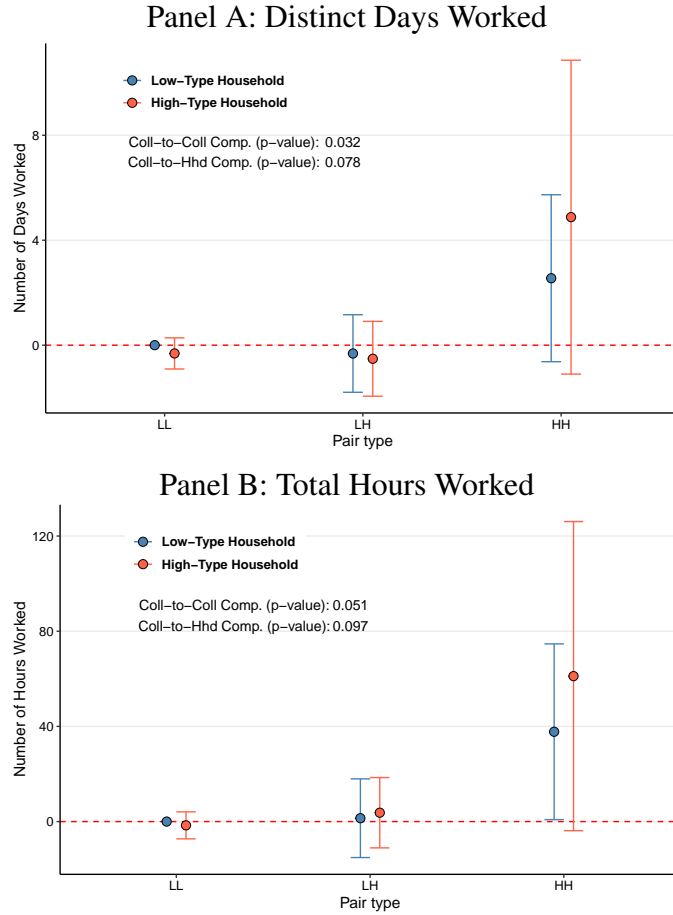 Panel A: Distinct Days Worked
Low−Type Household
High−Type Household
Coll−to−Coll Comp. (p−value): 0.032
Coll−to−Hhd Comp. (p−value): 0.078
Number of Days Worked
8
4
0
LL
LH
HH
Pair type
Panel B: Total Hours Worked
Low−Type Household
High−Type Household
Coll−to−Coll Comp. (p−value): 0.051
Coll−to−Hhd Comp. (p−value): 0.097
Number of Hours Worked
120
80
40
0
LL
LH
HH
Pair type